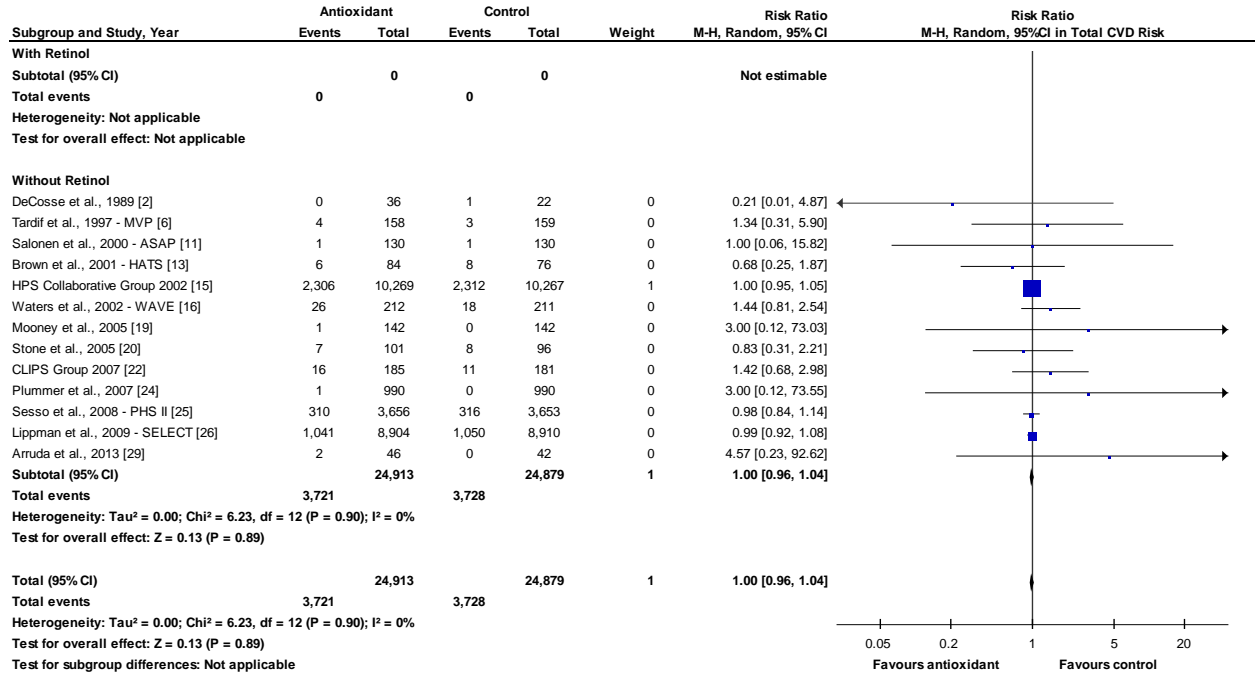 Antioxidant Control Risk Ratio Risk Ratio
Subgroup and Study, Year Events Total Events Total Weight M-H, Random, 95% CI M-H, Random, 95%CI in Total CVD Risk
With Retinol
Subtotal (95% CI) 0 0 Not estimable
Total events 0 0
Heterogeneity: Not applicable
Test for overall effect: Not applicable
Without Retinol
DeCosse et al., 1989 [2] 0 36 1 22 0 0.21 [0.01, 4.87]
Tardif et al., 1997 - MVP [6] 4 158 3 159 0 1.34 [0.31, 5.90]
Salonen et al., 2000 - ASAP [11] 1 130 1 130 0 1.00 [0.06, 15.82]
Brown et al., 2001 - HATS [13] 6 84 8 76 0 0.68 [0.25, 1.87]
HPS Collaborative Group 2002 [15] 2,306 10,269 2,312 10,267 1 1.00 [0.95, 1.05]
Waters et al., 2002 - WAVE [16] 26 212 18 211 0 1.44 [0.81, 2.54]
Mooney et al., 2005 [19] 1 142 0 142 0 3.00 [0.12, 73.03]
Stone et al., 2005 [20] 7 101 8 96 0 0.83 [0.31, 2.21]
CLIPS Group 2007 [22] 16 185 11 181 0 1.42 [0.68, 2.98]
Plummer et al., 2007 [24] 1 990 0 990 0 3.00 [0.12, 73.55]
Sesso et al., 2008 - PHS II [25] 310 3,656 316 3,653 0 0.98 [0.84, 1.14]
Lippman et al., 2009 - SELECT [26] 1,041 8,904 1,050 8,910 0 0.99 [0.92, 1.08]
Arruda et al., 2013 [29] 2 46 0 42 0 4.57 [0.23, 92.62]
Subtotal (95% CI) 24,913 24,879 1 1.00 [0.96, 1.04]
Total events 3,721 3,728
Heterogeneity: Tau² = 0.00; Chi² = 6.23, df = 12 (P = 0.90); I² = 0%
Test for overall effect: Z = 0.13 (P = 0.89)
Total (95% CI) 24,913 24,879 1 1.00 [0.96, 1.04]
Total events 3,721 3,728
Heterogeneity: Tau² = 0.00; Chi² = 6.23, df = 12 (P = 0.90); I² = 0%
Test for overall effect: Z = 0.13 (P = 0.89) 0.05 0.2 1 5 20
Test for subgroup differences: Not applicable Favours antioxidant Favours control